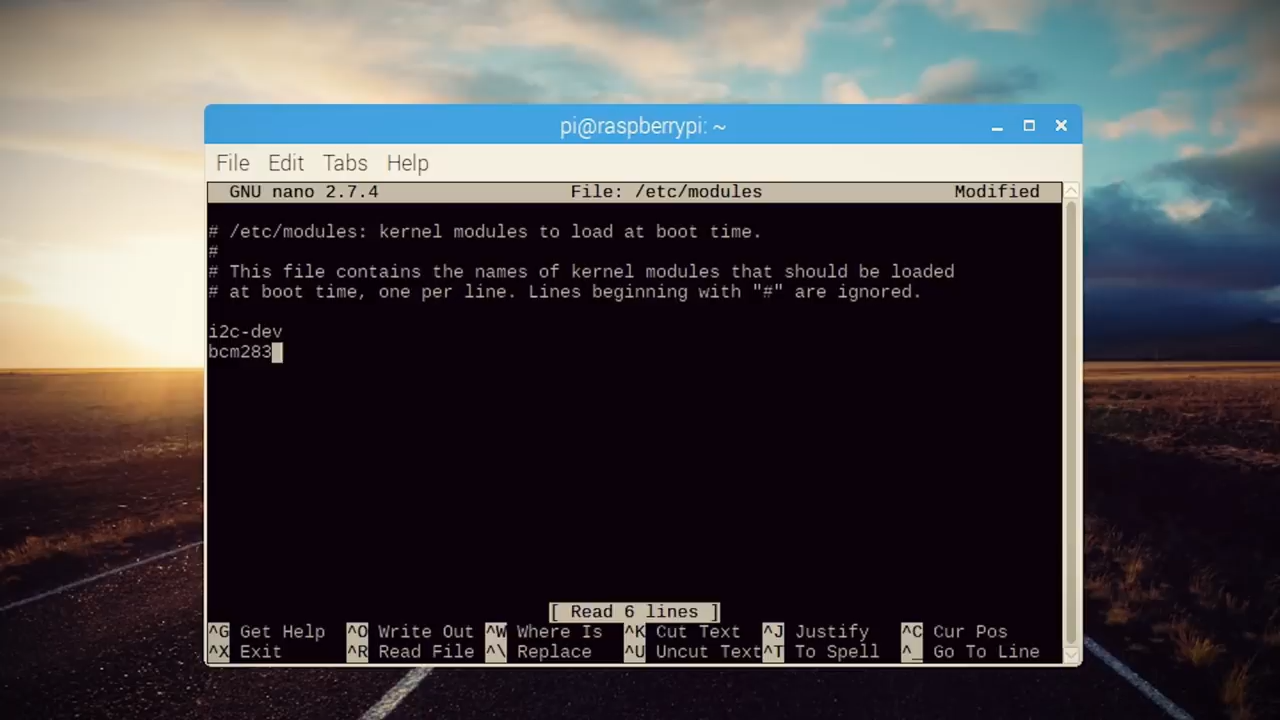 pi@raspberrypi: ~
File Edit Tabs Help
GNU nano 2.7.4 File: /etc/modules Modified
# /etc/modules: kernel modules to load at boot time.
#
# This file contains the names of kernel modules that should be loaded
# at boot time, one per line. Lines beginning with "#" are ignored.
i2c-dev
bcm283
[ Read 6 lines ]
^G Get Help ^O Write Out ^W Where Is ^K Cut Text ^J Justify ^C Cur Pos
^X Exit ^R Read File ^\ Replace ^U Uncut Text ^T To Spell ^_ Go To Line